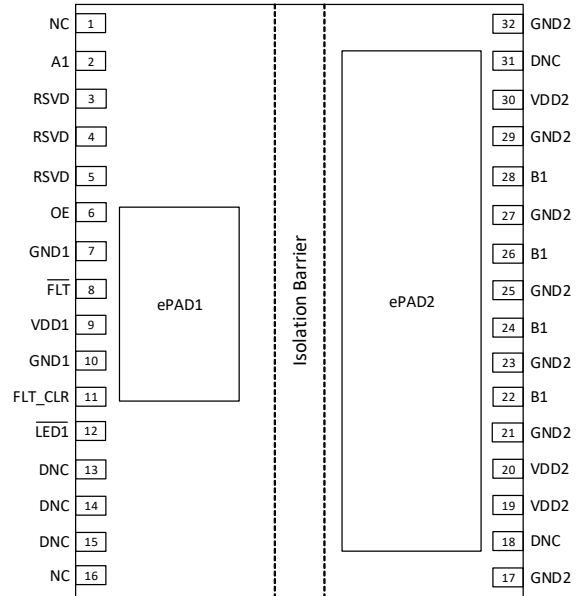 NC 1
A1 2
RSVD 3
RSVD 4
RSVD 5
OE 6
GND1 7
FLT 8
VDD1 9
GND1 10
FLT_CLR 11
LED1 12
DNC 13
DNC 14
DNC 15
NC 16
ePAD1
Isolation Barrier
ePAD2
32 GND2
31 DNC
30 VDD2
29 GND2
28 B1
27 GND2
26 B1
25 GND2
24 B1
23 GND2
22 B1
21 GND2
20 VDD2
19 VDD2
18 DNC
17 GND2